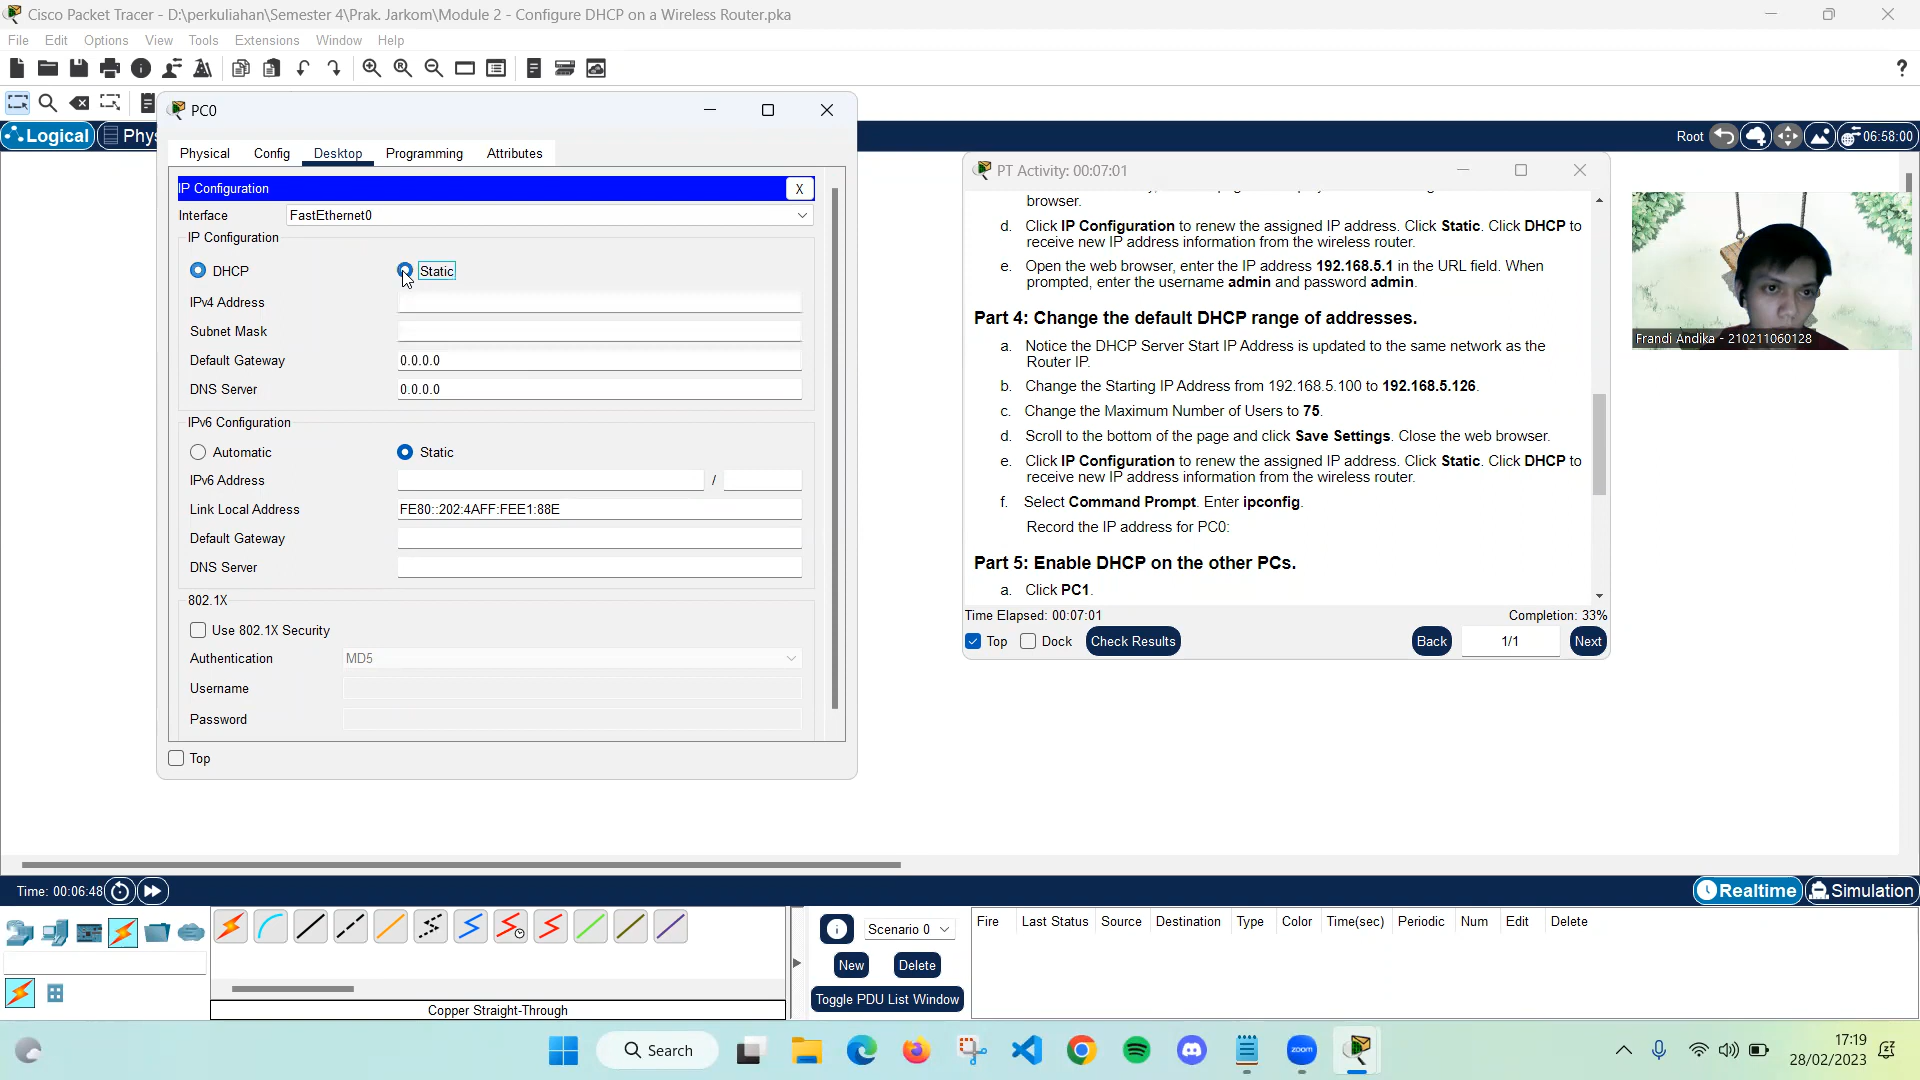 Cisco Packet Tracer - D:\perkuliahan\Semester 4\Prak. Jarkom\Module 2 - Configure DHCP on a Wireless Router.pka
File Edit Options View Tools Extensions Window Help
PC0
Logical Phys Root 06:58:00
Physical Config Desktop Programming Attributes
IP Configuration X
Interface FastEthernet0
IP Configuration
DHCP Static
IPv4 Address
Subnet Mask
Default Gateway 0.0.0.0
DNS Server 0.0.0.0
IPv6 Configuration
Automatic Static
IPv6 Address /
Link Local Address FE80::202:4AFF:FEE1:88E
Default Gateway
DNS Server
802.1X
Use 802.1X Security
Authentication MD5
Username
Password
Top
PT Activity: 00:07:01
browser.
d. Click IP Configuration to renew the assigned IP address. Click Static. Click DHCP to
receive new IP address information from the wireless router.
e. Open the web browser, enter the IP address 192.168.5.1 in the URL field. When
prompted, enter the username admin and password admin.
Part 4: Change the default DHCP range of addresses.
a. Notice the DHCP Server Start IP Address is updated to the same network as the
Router IP.
b. Change the Starting IP Address from 192.168.5.100 to 192.168.5.126.
c. Change the Maximum Number of Users to 75.
d. Scroll to the bottom of the page and click Save Settings. Close the web browser.
e. Click IP Configuration to renew the assigned IP address. Click Static. Click DHCP to
receive new IP address information from the wireless router.
f. Select Command Prompt. Enter ipconfig.
Record the IP address for PC0:
Part 5: Enable DHCP on the other PCs.
a. Click PC1.
Time Elapsed: 00:07:01 Completion: 33%
Top Dock Check Results Back 1/1 Next
Frandi Andika - 210211060128
Time: 00:06:48 Realtime Simulation
Scenario 0
New Delete
Toggle PDU List Window
Fire Last Status Source Destination Type Color Time(sec) Periodic Num Edit Delete
Copper Straight-Through
Search
zoom
17:19
28/02/2023